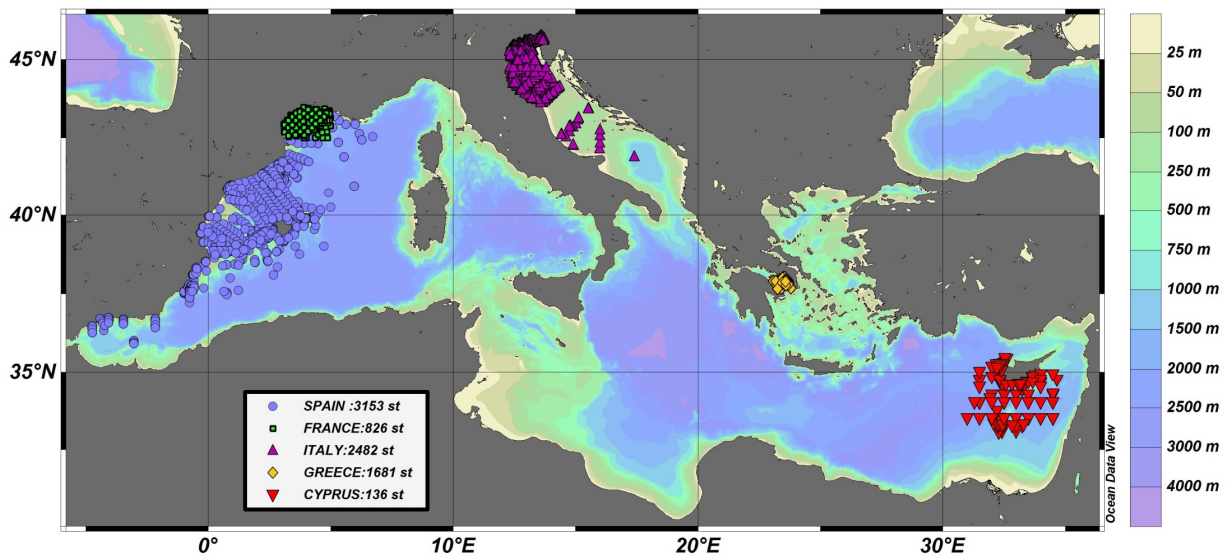 45°N
40°N
35°N
0°
10°E
20°E
30°E
SPAIN :3153 st
FRANCE:826 st
ITALY:2482 st
GREECE:1681 st
CYPRUS:136 st
Ocean Data View
25 m
50 m
100 m
250 m
500 m
750 m
1000 m
1500 m
2000 m
2500 m
3000 m
4000 m